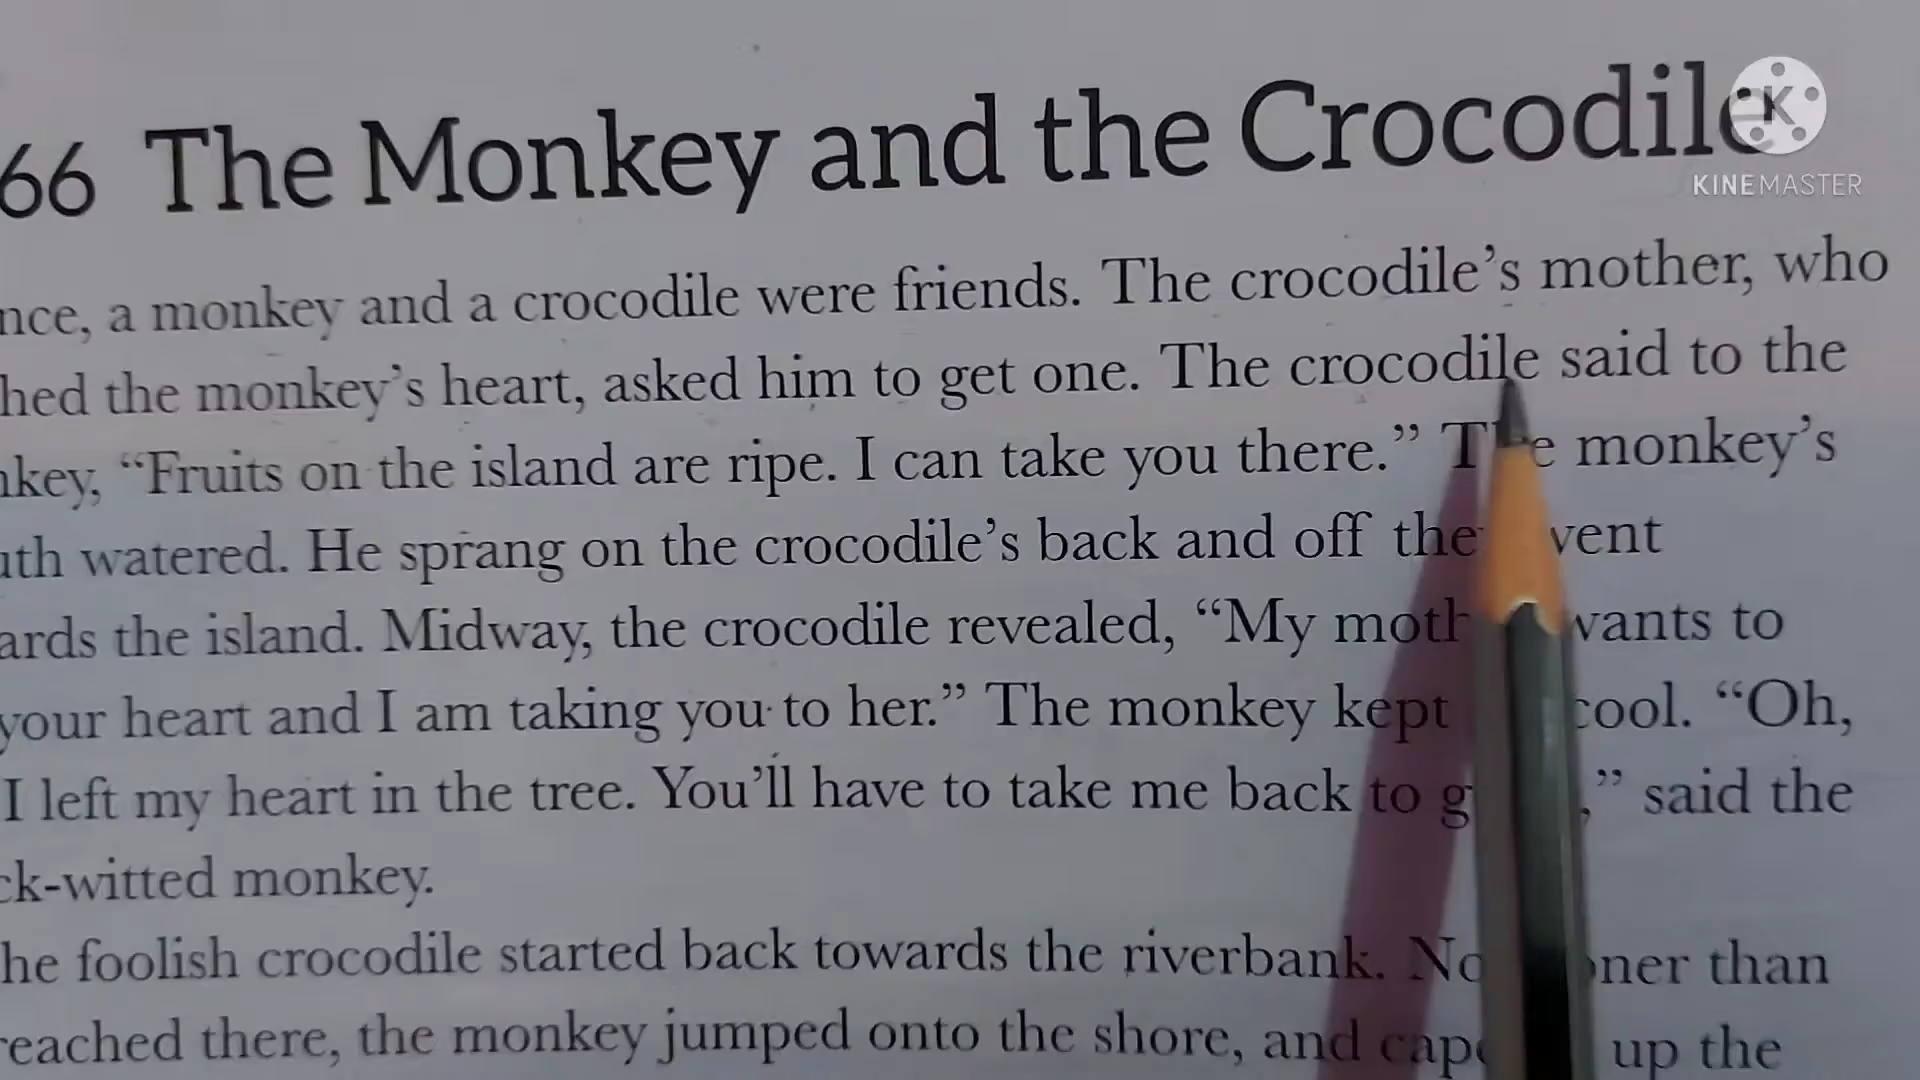 66 The Monkey and the Crocodile
KINEMASTER
nce, a monkey and a crocodile were friends. The crocodile's mother, who
hed the monkey's heart, asked him to get one. The crocodile said to the
nkey, “Fruits on the island are ripe. I can take you there.” The monkey's
uth watered. He sprang on the crocodile's back and off the vent
ards the island. Midway, the crocodile revealed, “My moth wants to
your heart and I am taking you to her.” The monkey kept cool. “Oh,
I left my heart in the tree. You'll have to take me back to g ,” said the
ck-witted monkey.
he foolish crocodile started back towards the riverbank. No oner than
reached there, the monkey jumped onto the shore, and cap up the